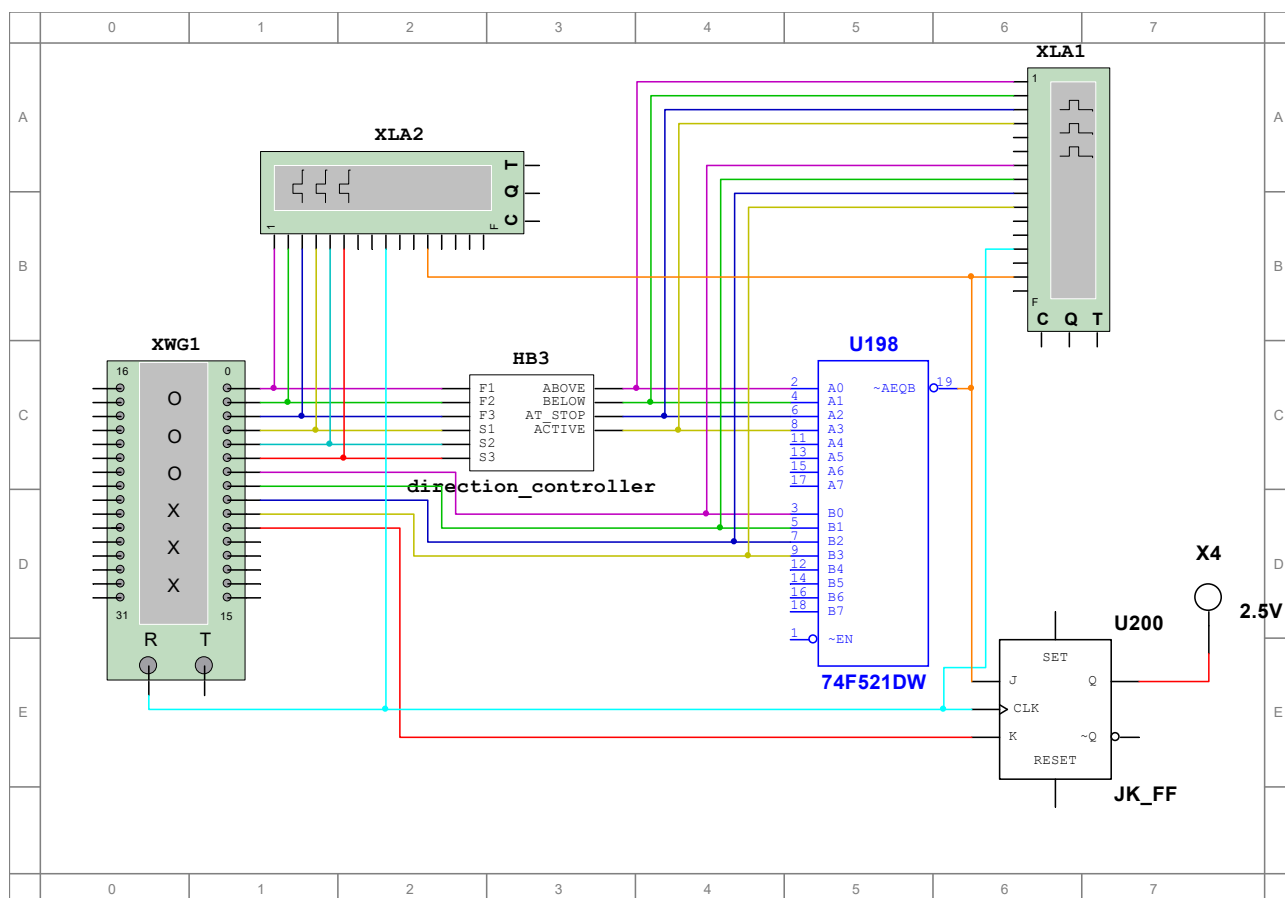 0 1 2 3 4 5 6 7
XLA1
1
A A
XLA2
T
Q
C
1 F
B B
F
C Q T
XWG1
HB3
U198
16 0
F1 ABOVE
F2 BELOW
F3 AT_STOP
S1 ACTIVE
S2
S3
direction_controller
2 A0 ~AEQB 19
4 A1
6 A2
8 A3
11 A4
13 A5
15 A6
17 A7
3 B0
5 B1
7 B2
9 B3
12 B4
14 B5
16 B6
18 B7
1 ~EN
74F521DW
C C
O
O
O
X
X
X
D D
31 15
R T
X4
2.5V
U200
SET
J Q
CLK
K ~Q
RESET
JK_FF
E E
0 1 2 3 4 5 6 7